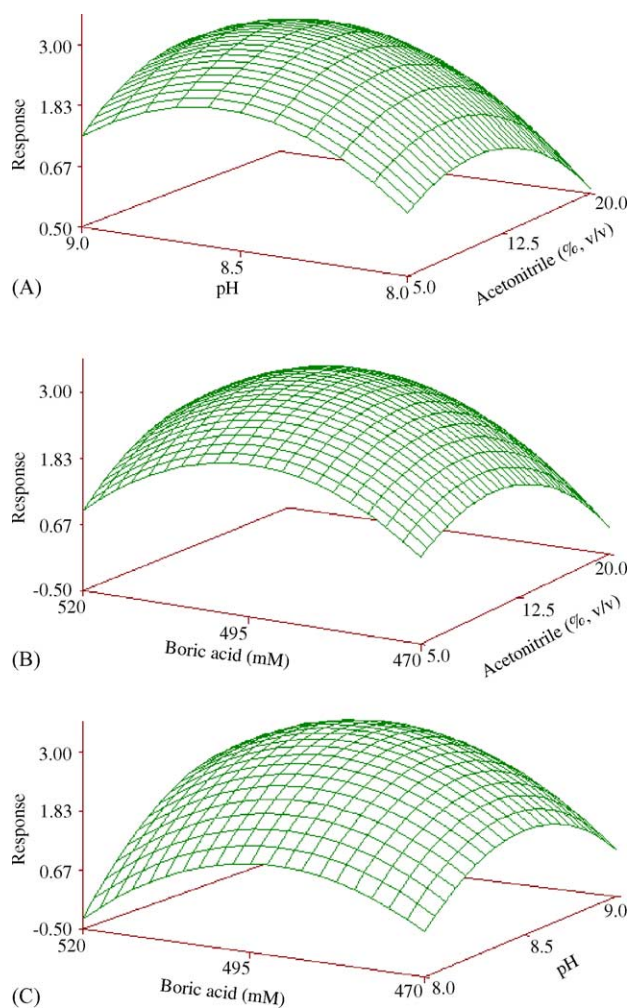 3.00
1.83
0.67
0.50
Response
9.0
8.5
8.0
pH
5.0
12.5
20.0
Acetonitrile (%, v/v)
(A)
3.00
1.83
0.67
-0.50
Response
520
495
470
Boric acid (mM)
5.0
12.5
20.0
Acetonitrile (%, v/v)
(B)
3.00
1.83
0.67
-0.50
Response
520
495
470
Boric acid (mM)
8.0
8.5
9.0
pH
(C)